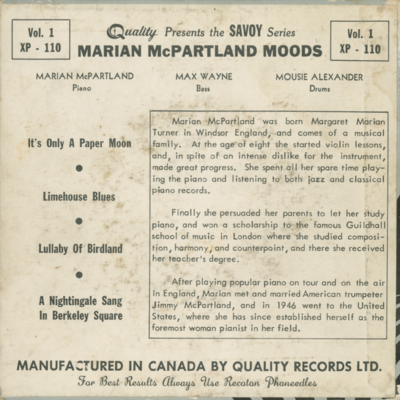 Vol. 1
XP - 110
Quality Presents the SAVOY Series
MARIAN McPARTLAND MOODS
Vol. 1
XP - 110
MARIAN McPARTLAND
Piano
MAX WAYNE
Bass
MOUSIE ALEXANDER
Drums
It's Only A Paper Moon
Limehouse Blues
Lullaby Of Birdland
A Nightingale Sang
In Berkeley Square
Marian McPartland was born Margaret Marian
Turner in Windsor England, and comes of a musical
family. At the age of eight she started violin lessons,
and, in spite of an intense dislike for the instrument,
made great progress. She spent all her spare time play-
ing the piano and listening to both jazz and classical
piano records.
Finally she persuaded her parents to let her study
piano, and won a scholarship to the famous Guildhall
school of music in London where she studied composi-
tion, harmony, and counterpoint, and there she received
her teacher's degree.
After playing popular piano on tour and on the air
in England, Marian met and married American trumpeter
Jimmy McPartland, and in 1946 went to the United
States, where she has since established herself as the
foremost woman pianist in her field.
MANUFACTURED IN CANADA BY QUALITY RECORDS LTD.
For Best Results Always Use Recoton Phoneedles